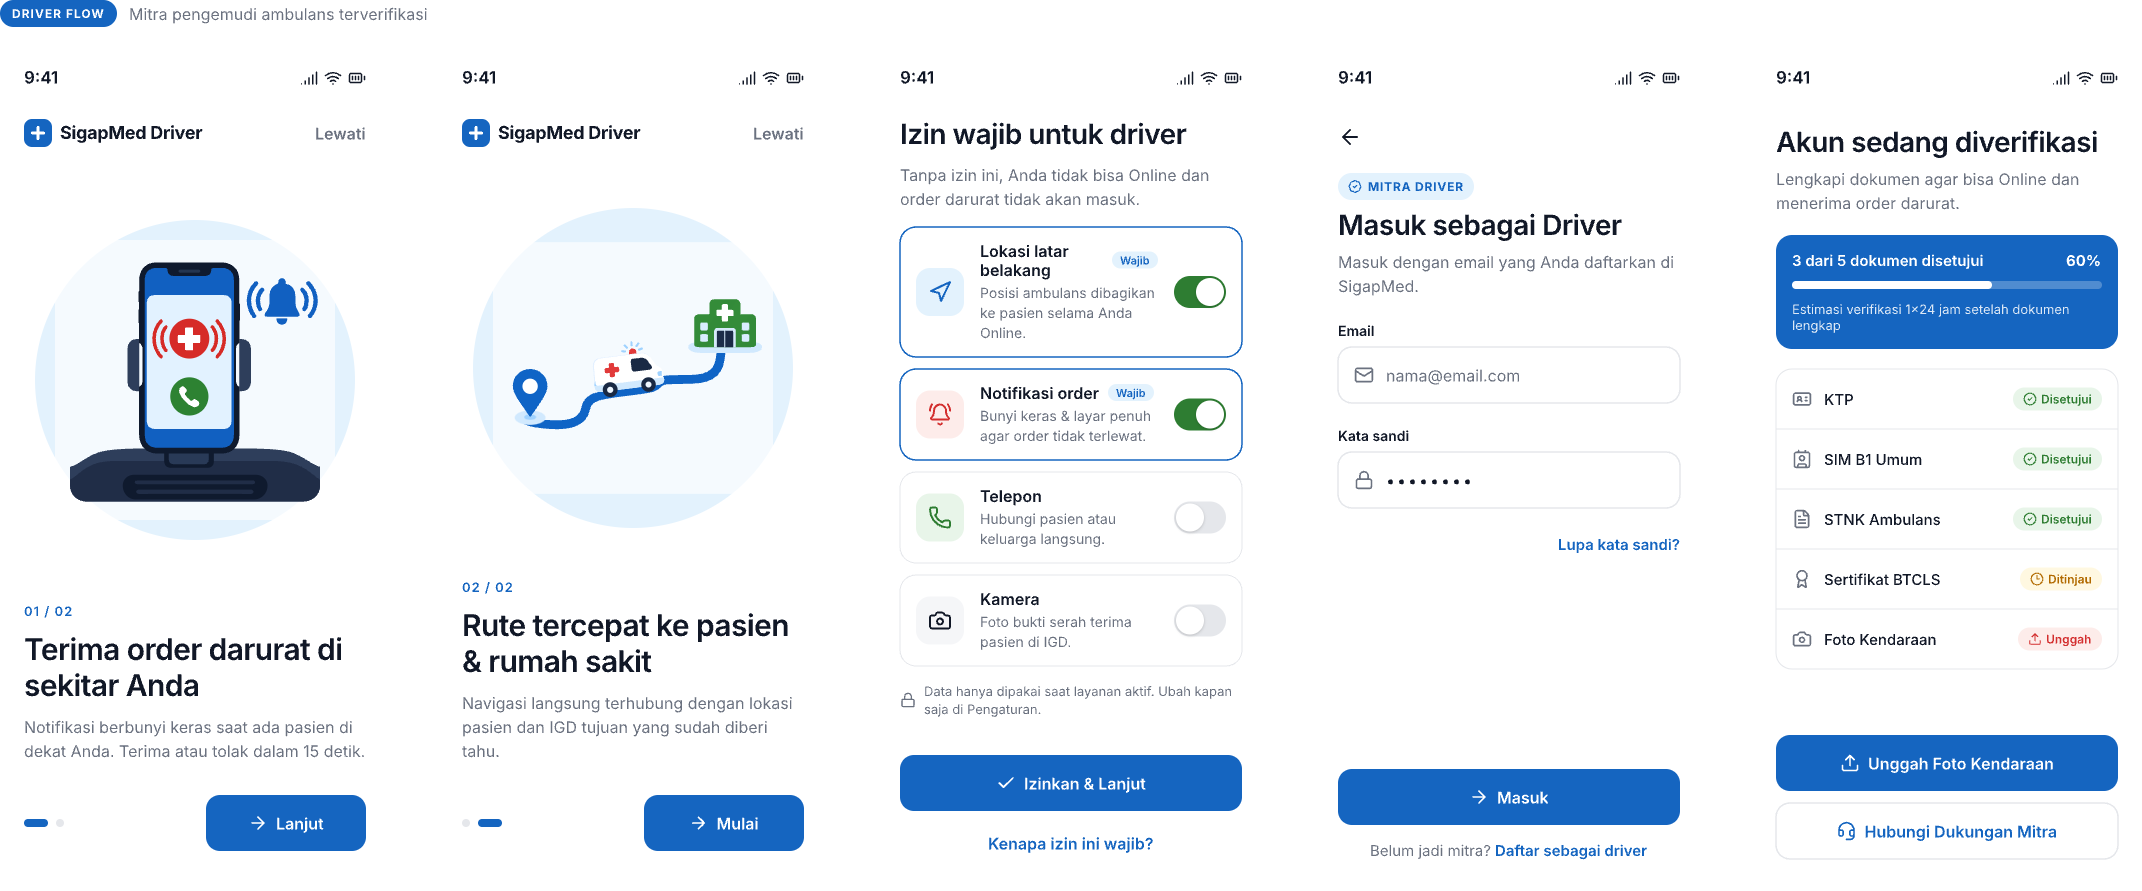 DRIVER FLOW Mitra pengemudi ambulans terverifikasi
9:41
SigapMed Driver
Lewati
01 / 02
Terima order darurat di
sekitar Anda
Notifikasi berbunyi keras saat ada pasien di
dekat Anda. Terima atau tolak dalam 15 detik.
Lanjut
9:41
SigapMed Driver
Lewati
02 / 02
Rute tercepat ke pasien
& rumah sakit
Navigasi langsung terhubung dengan lokasi
pasien dan IGD tujuan yang sudah diberi
tahu.
Mulai
9:41
Izin wajib untuk driver
Tanpa izin ini, Anda tidak bisa Online dan
order darurat tidak akan masuk.
Lokasi latar
belakang
Wajib
Posisi ambulans dibagikan
ke pasien selama Anda
Online.
Notifikasi order
Wajib
Bunyi keras & layar penuh
agar order tidak terlewat.
Telepon
Hubungi pasien atau
keluarga langsung.
Kamera
Foto bukti serah terima
pasien di IGD.
Data hanya dipakai saat layanan aktif. Ubah kapan
saja di Pengaturan.
Izinkan & Lanjut
Kenapa izin ini wajib?
9:41
MITRA DRIVER
Masuk sebagai Driver
Masuk dengan email yang Anda daftarkan di
SigapMed.
Email
nama@email.com
Kata sandi
••••••••
Lupa kata sandi?
Masuk
Belum jadi mitra? Daftar sebagai driver
9:41
Akun sedang diverifikasi
Lengkapi dokumen agar bisa Online dan
menerima order darurat.
3 dari 5 dokumen disetujui 60%
Estimasi verifikasi 1×24 jam setelah dokumen
lengkap
KTP Disetujui
SIM B1 Umum Disetujui
STNK Ambulans Disetujui
Sertifikat BTCLS Ditinjau
Foto Kendaraan Unggah
Unggah Foto Kendaraan
Hubungi Dukungan Mitra